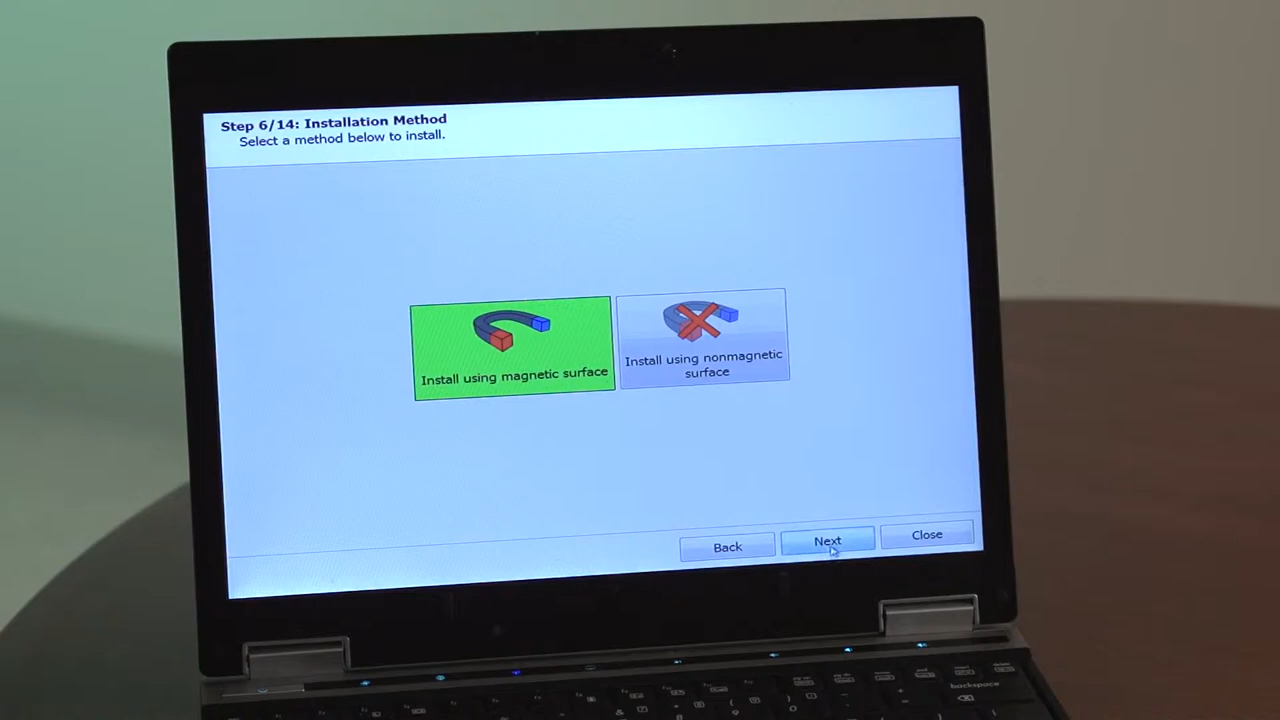 Step 6/14: Installation Method
Select a method below to install.
Install using magnetic surface
Install using nonmagnetic
surface
Back
Next
Close
backspace